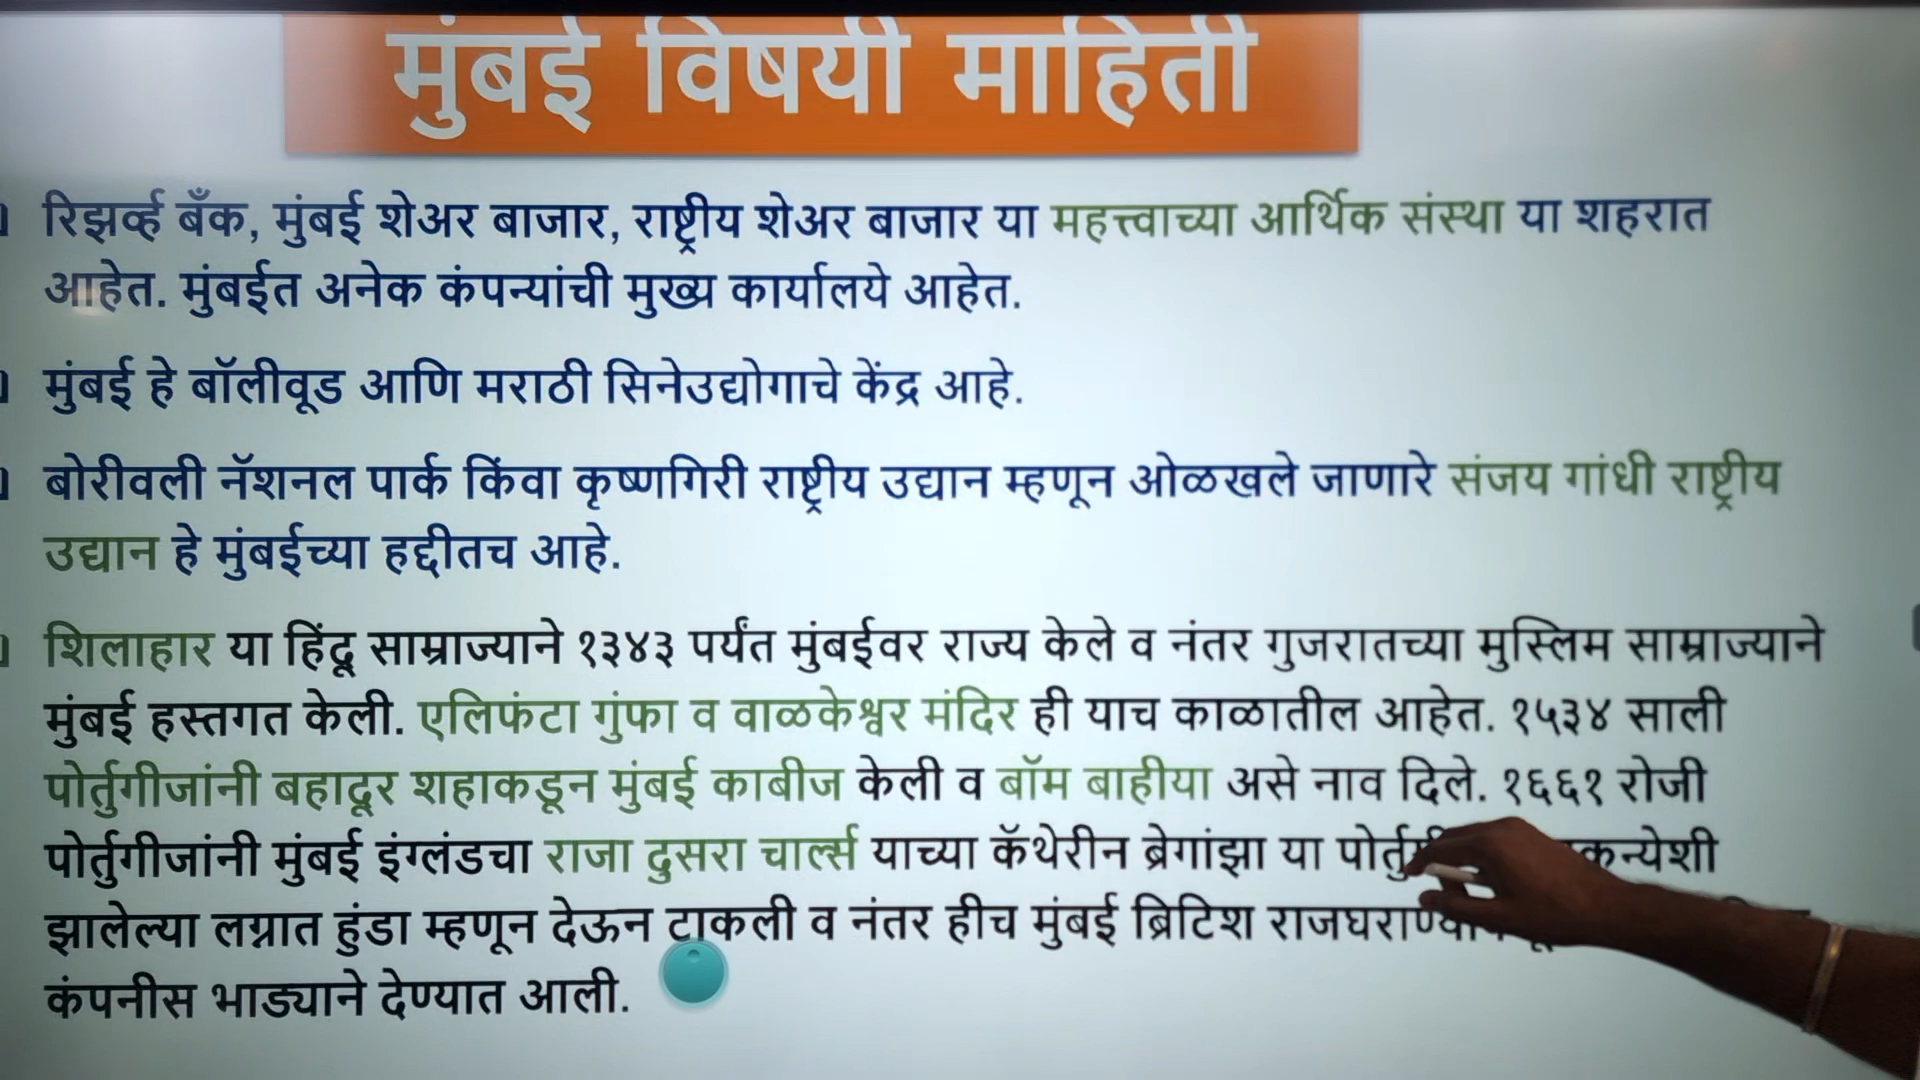 मुंबई विषयी माहिती
रिझर्व्ह बँक, मुंबई शेअर बाजार, राष्ट्रीय शेअर बाजार या महत्त्वाच्या आर्थिक संस्था या शहरात
आहेत. मुंबईत अनेक कंपन्यांची मुख्य कार्यालये आहेत.
मुंबई हे बॉलीवूड आणि मराठी सिनेउद्योगाचे केंद्र आहे.
बोरीवली नॅशनल पार्क किंवा कृष्णगिरी राष्ट्रीय उद्यान म्हणून ओळखले जाणारे संजय गांधी राष्ट्रीय
उद्यान हे मुंबईच्या हद्दीतच आहे.
शिलाहार या हिंदू साम्राज्याने १३४३ पर्यंत मुंबईवर राज्य केले व नंतर गुजरातच्या मुस्लिम साम्राज्याने
मुंबई हस्तगत केली. एलिफंटा गुंफा व वाळकेश्वर मंदिर ही याच काळातील आहेत. १५३४ साली
पोर्तुगीजांनी बहादूर शहाकडून मुंबई काबीज केली व बॉम बाहीया असे नाव दिले. १६६१ रोजी
पोर्तुगीजांनी मुंबई इंग्लंडचा राजा दुसरा चार्ल्स याच्या कॅथेरीन ब्रेगांझा या
झालेल्या लग्नात हुंडा म्हणून देऊन टाकली व नंतर हीच मुंबई ब्रिटिश
कंपनीस भाड्याने देण्यात आली.